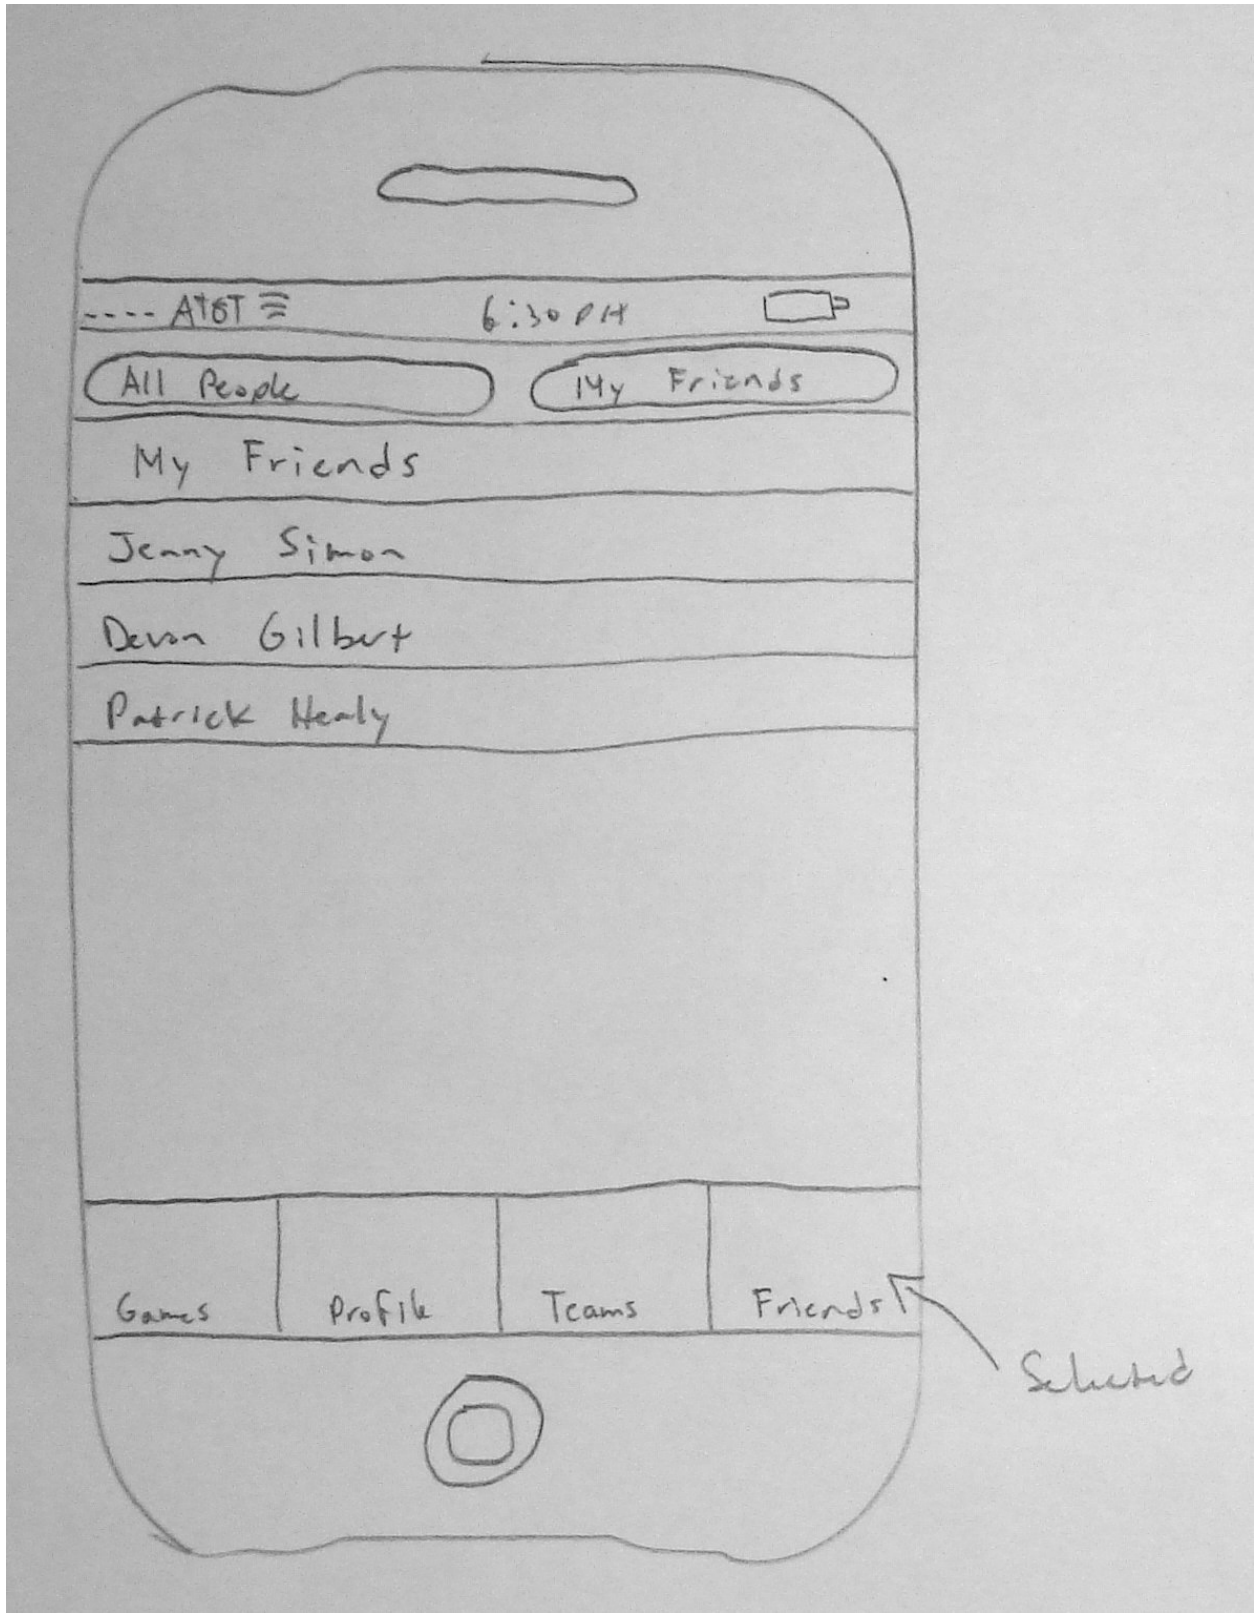 AT&T 6:30 PM
All People My Friends
My Friends
Jenny Simon
Devon Gilbert
Patrick Healy
Games Profile Teams Friends
Selected